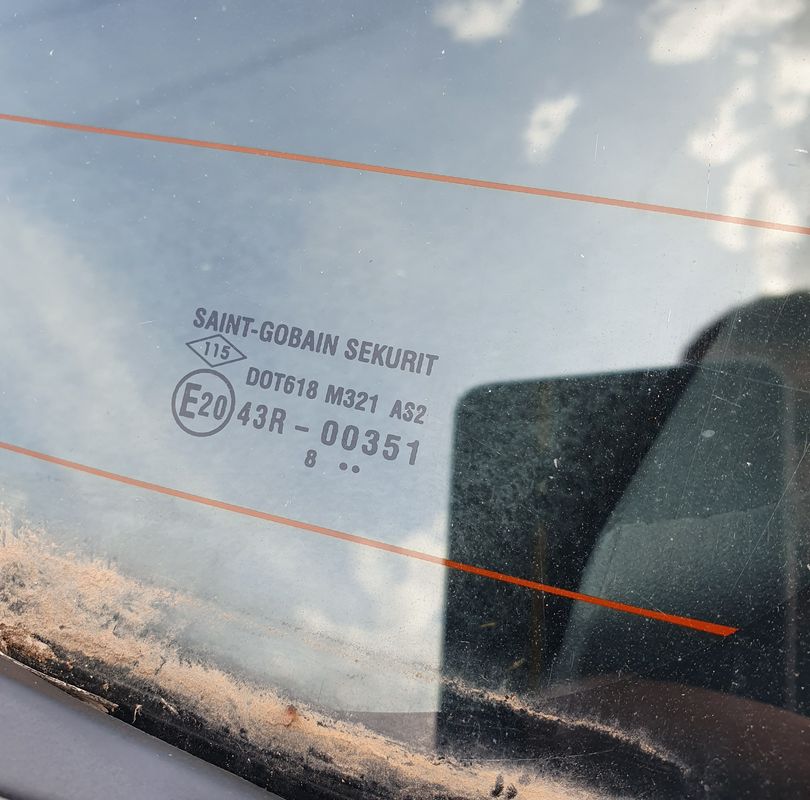 SAINT-GOBAIN SEKURIT
115
DOT618 M321 AS2
E20 43R - 00351
8 ..